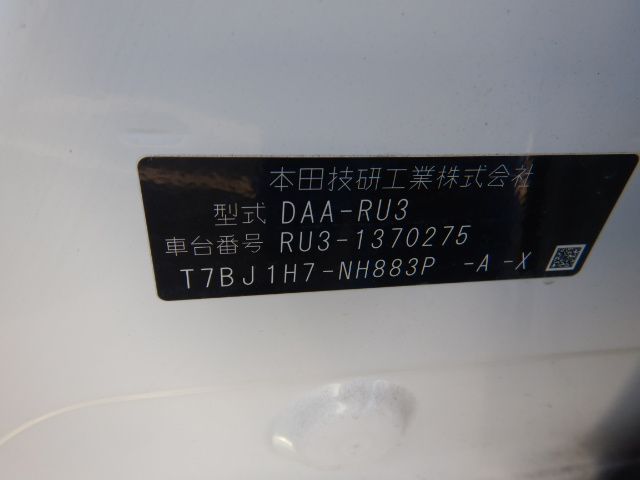 本田技研工業株式会社
型式 DAA-RU3
車台番号 RU3-1370275
T7BJ1H7-NH883P -A -X